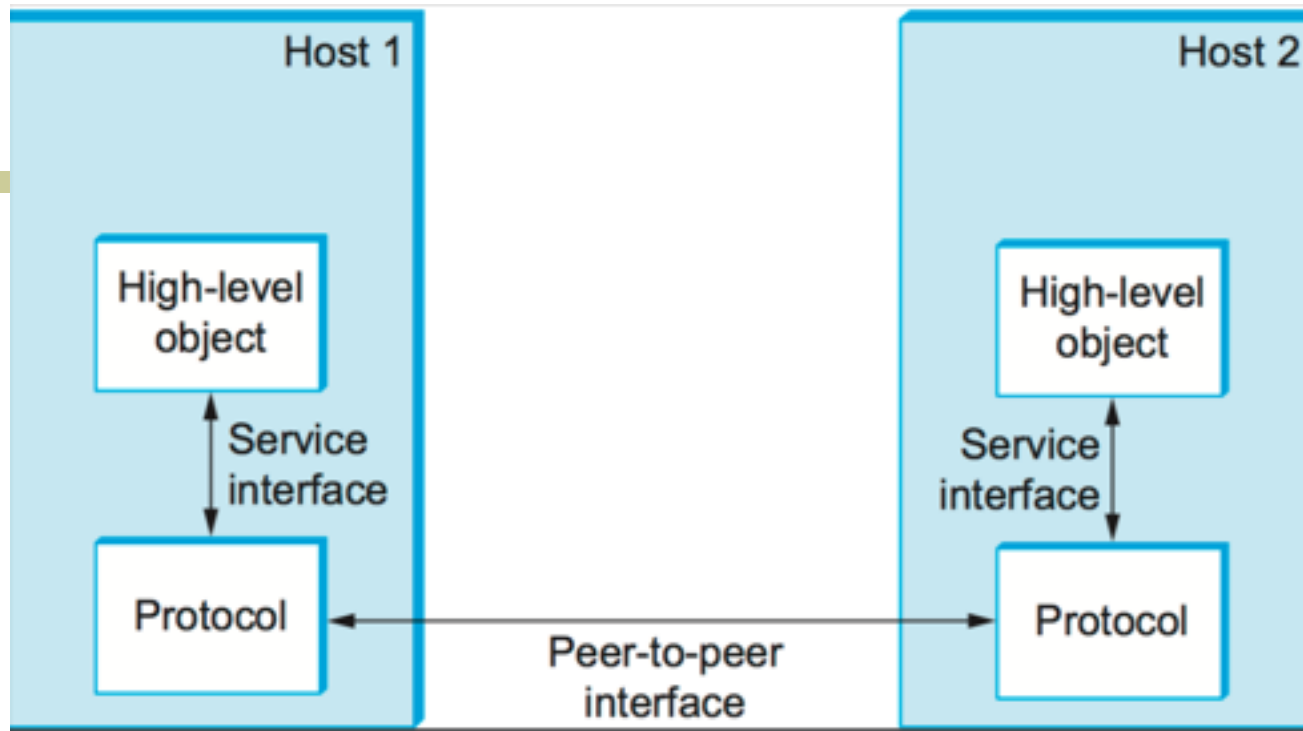 Host 1
High-level
object
Service
interface
Protocol
Peer-to-peer
interface
Host 2
High-level
object
Service
interface
Protocol